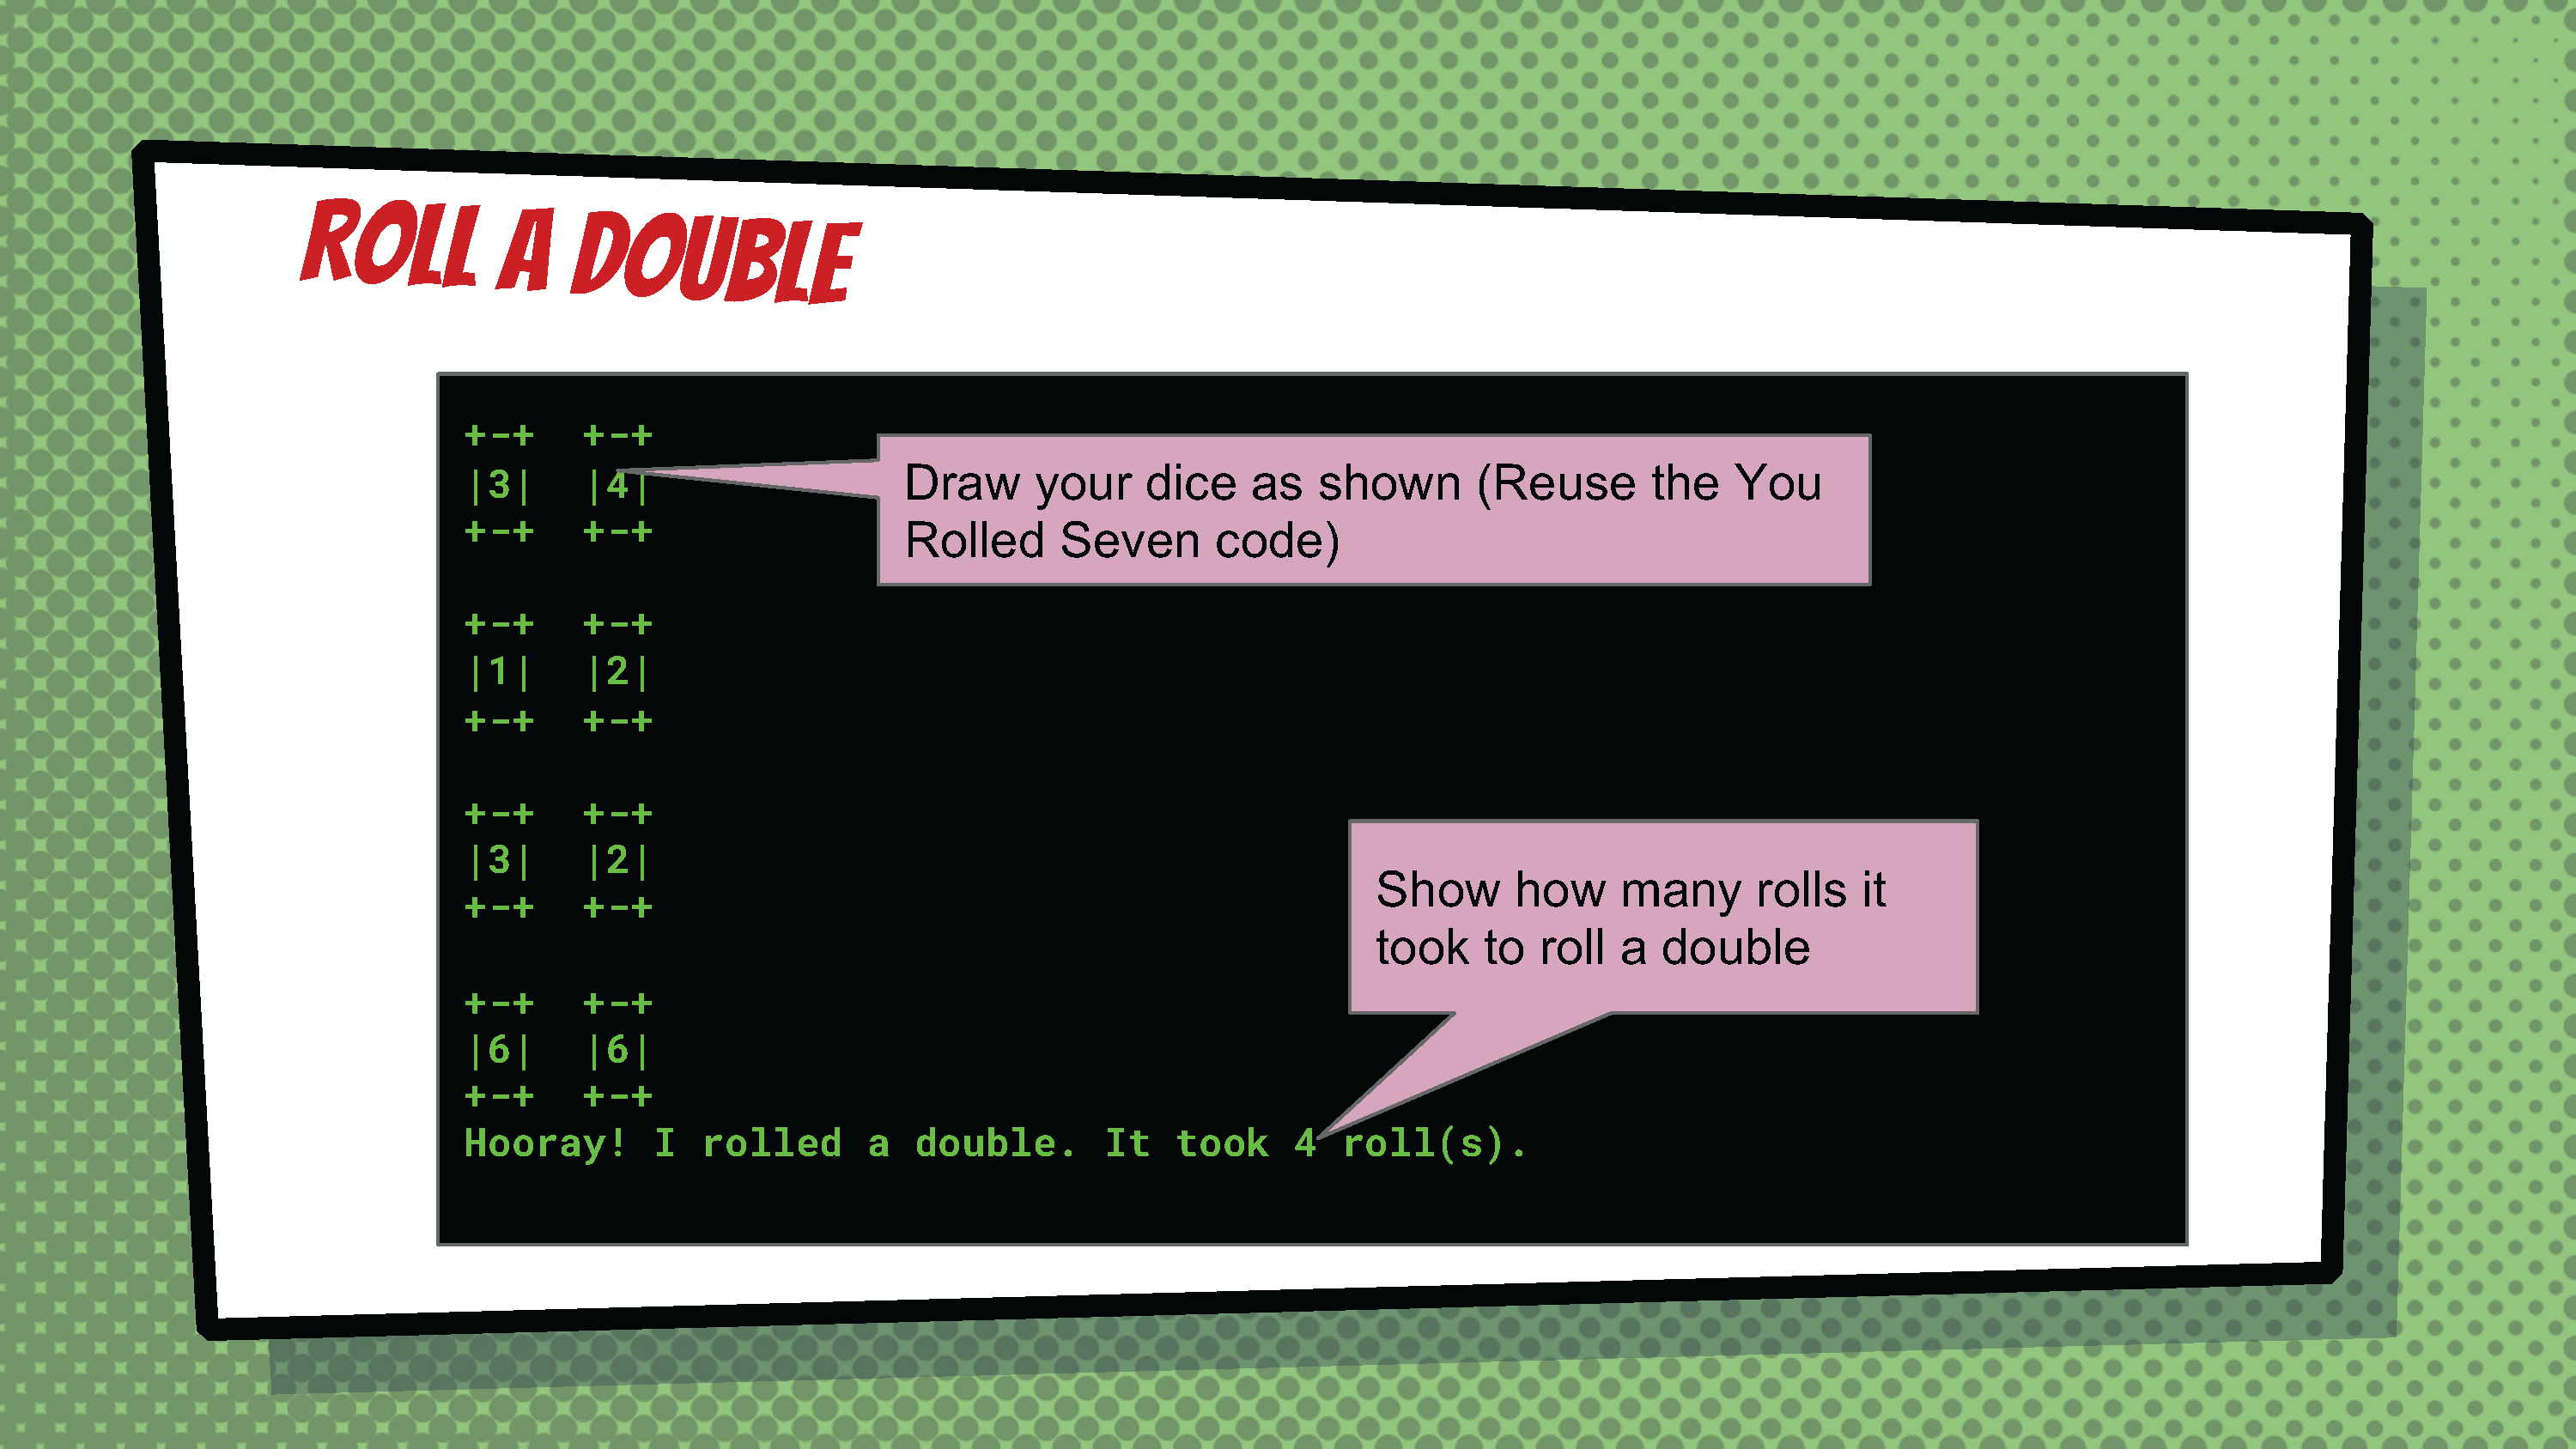 ROLL A DOUBLE
+-+  +-+
|3|  |4|
+-+  +-+
Draw your dice as shown (Reuse the You
Rolled Seven code)
+-+  +-+
|1|  |2|
+-+  +-+
+-+  +-+
|3|  |2|
+-+  +-+
Show how many rolls it
took to roll a double
+-+  +-+
|6|  |6|
+-+  +-+
Hooray! I rolled a double. It took 4 roll(s).